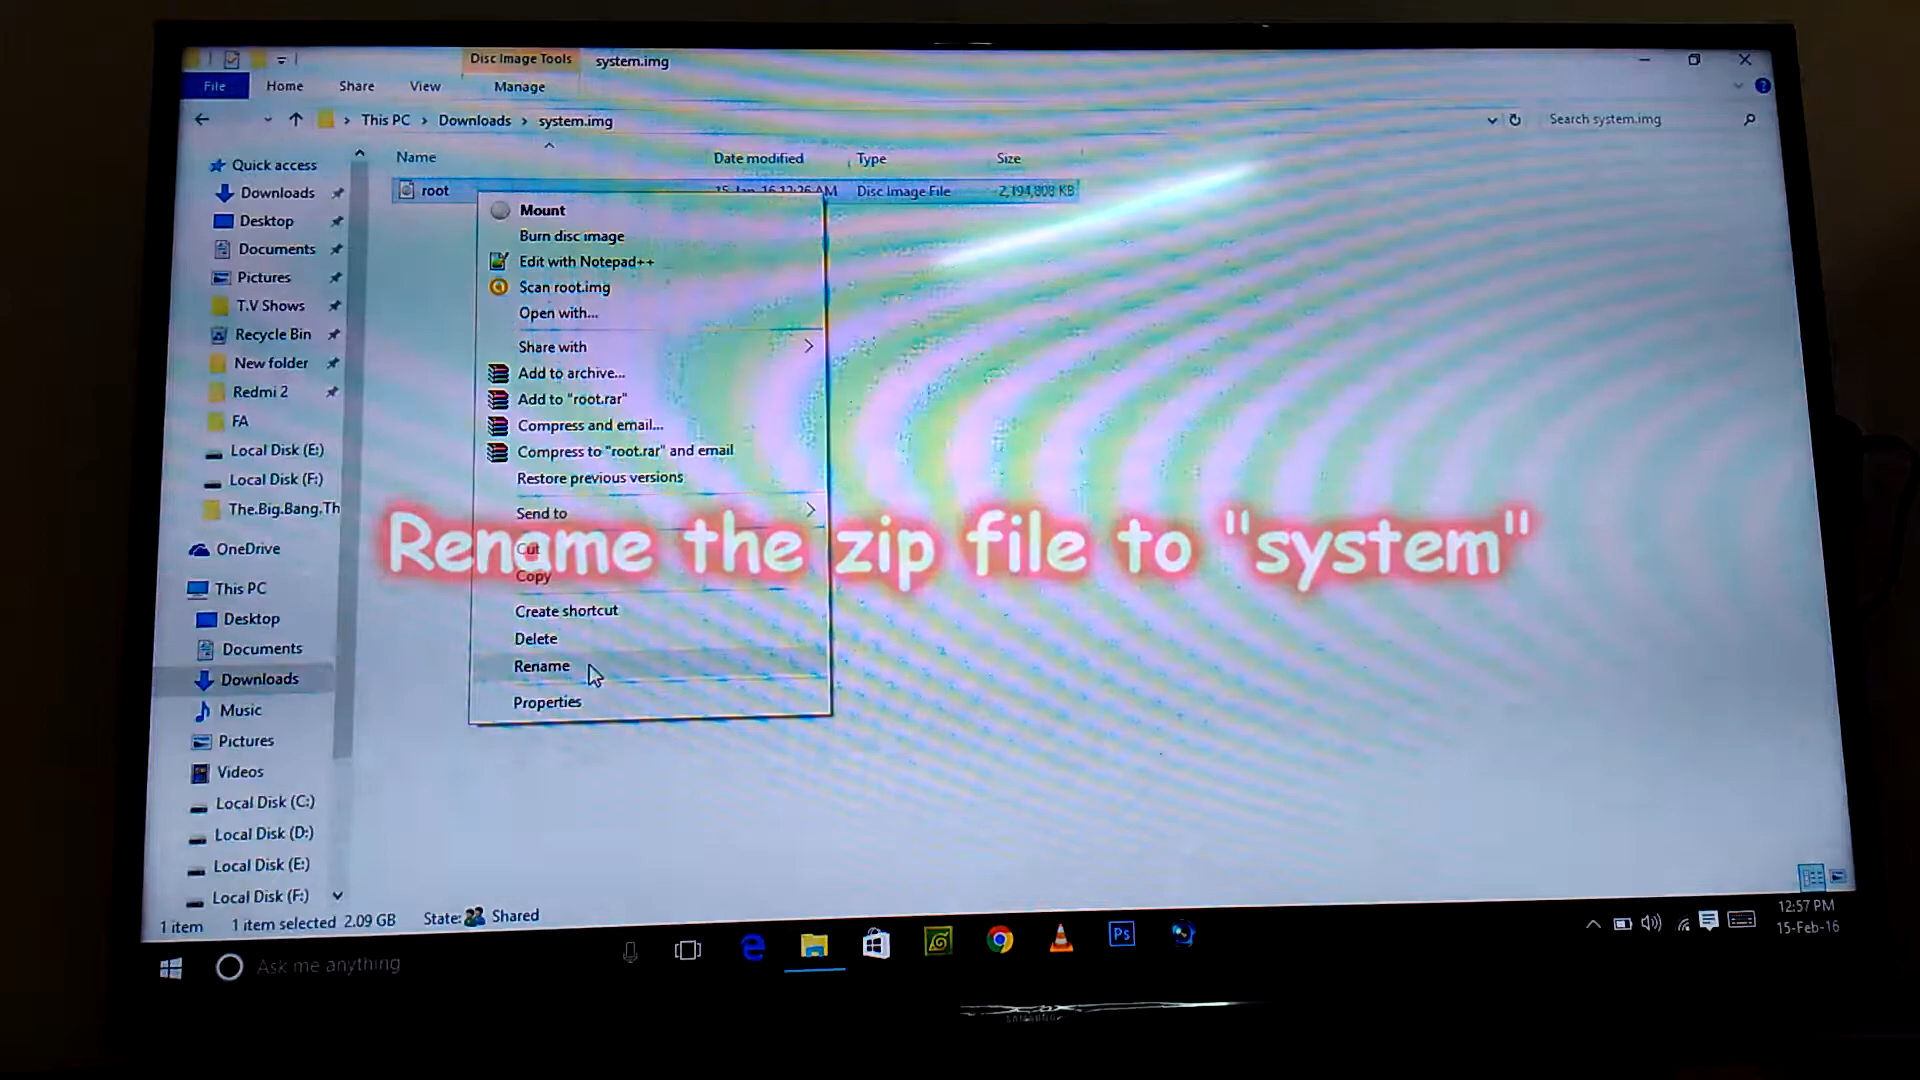 Disc Image Tools
system.img
File
Home
Share
View
Manage
This PC
Downloads
system.img
Search system.img
Name
Date modified
Type
Size
root
15-Jan-16 12:26 AM
Disc Image File
2,194,808 KB
Quick access
Downloads
Desktop
Documents
Pictures
T.V Shows
Recycle Bin
New folder
Redmi 2
FA
Local Disk (E:)
Local Disk (F:)
The.Big.Bang.Th
OneDrive
This PC
Desktop
Documents
Downloads
Music
Pictures
Videos
Local Disk (C:)
Local Disk (D:)
Local Disk (E:)
Local Disk (F:)
Mount
Burn disc image
Edit with Notepad++
Scan root.img
Open with...
Share with
Add to archive...
Add to "root.rar"
Compress and email...
Compress to "root.rar" and email
Restore previous versions
Send to
Cut
Copy
Create shortcut
Delete
Rename
Properties
Rename the zip file to "system"
1 item
1 item selected 2.09 GB
State: Shared
Ask me anything
Ps
12:57 PM
15-Feb-16